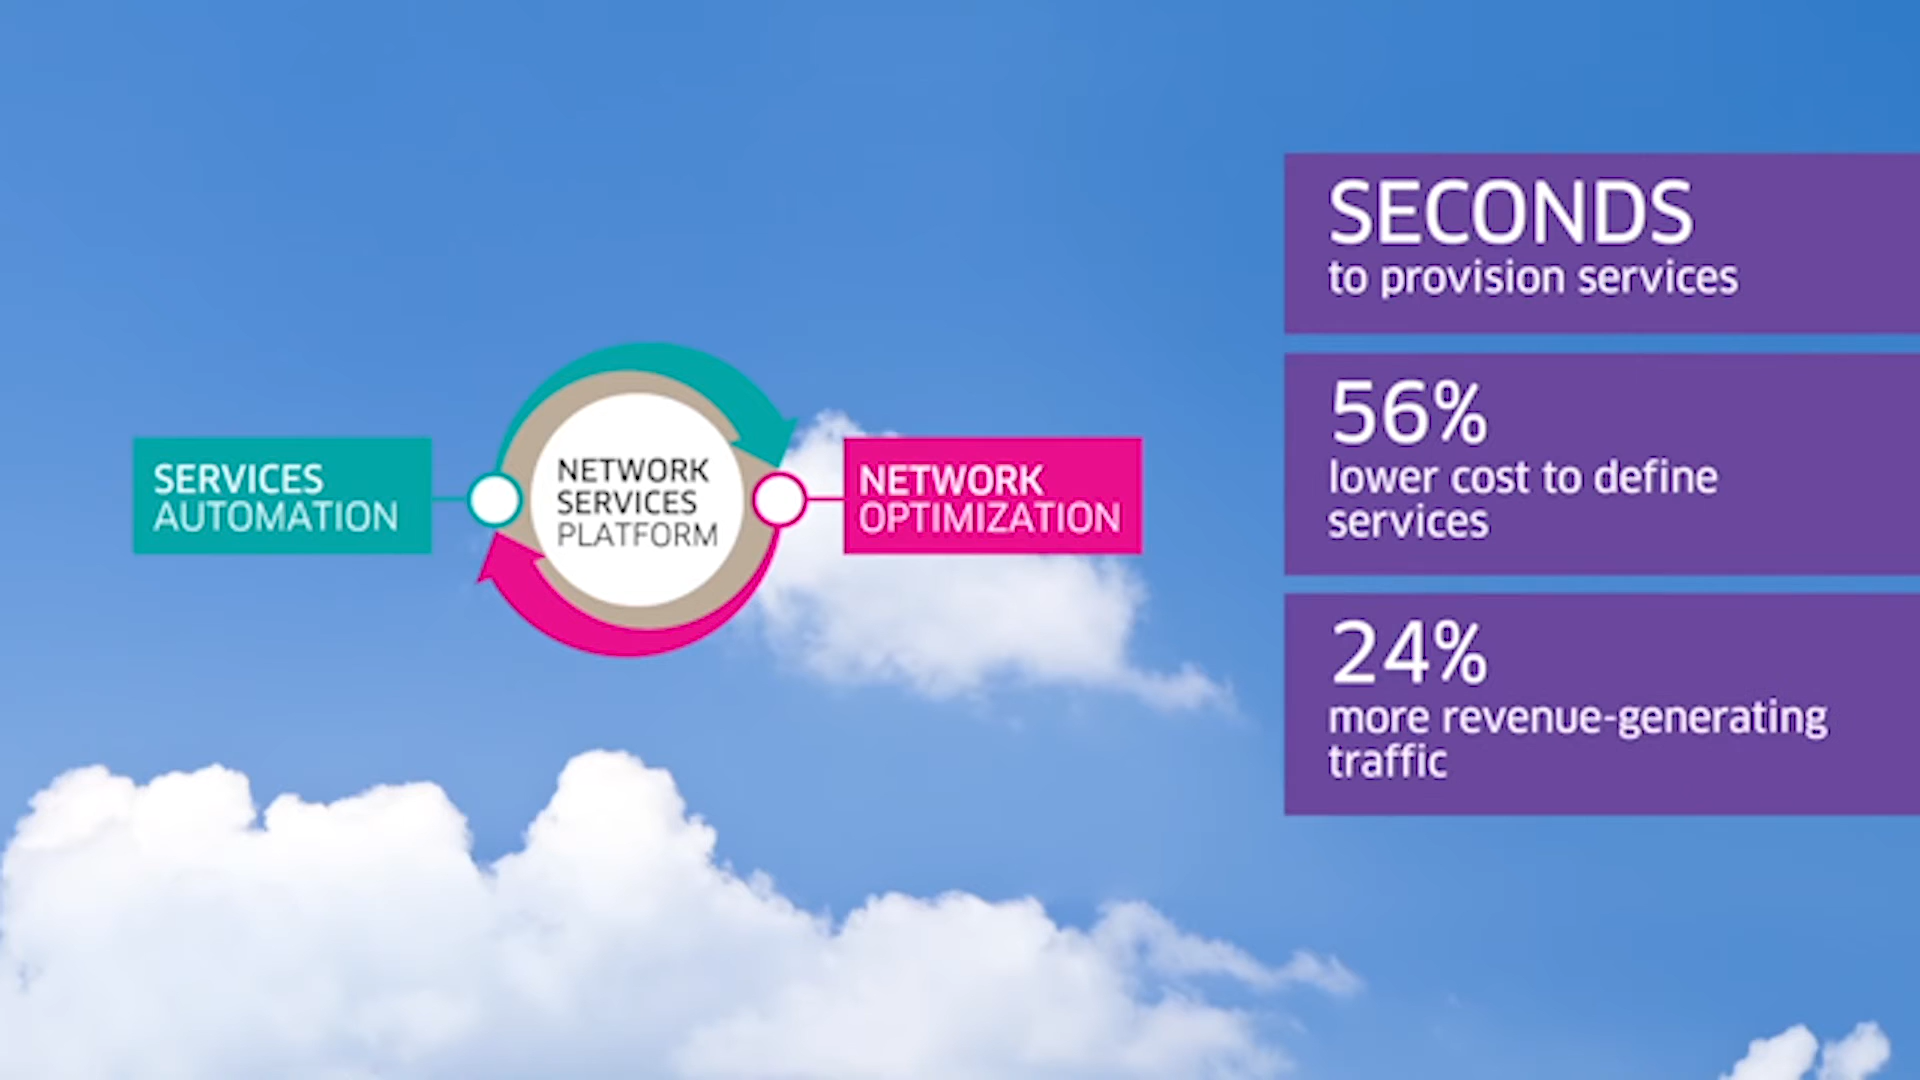 SERVICES
AUTOMATION
NETWORK
SERVICES
PLATFORM
NETWORK
OPTIMIZATION
SECONDS
to provision services
56%
lower cost to define
services
24%
more revenue-generating
traffic